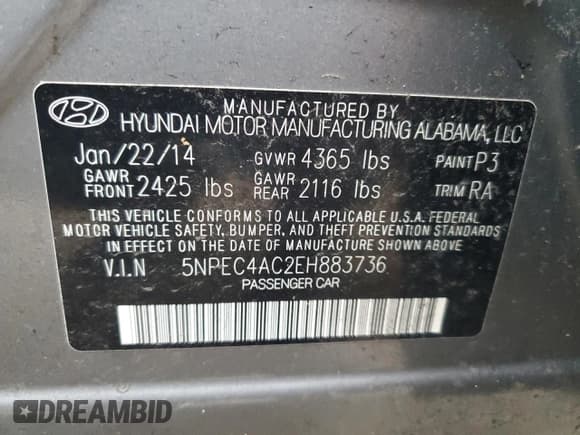 MANUFACTURED BY
HYUNDAI MOTOR MANUFACTURING ALABAMA, LLC
Jan/22/14 GVWR 4365 lbs PAINT P3
GAWR FRONT 2425 lbs GAWR REAR 2116 lbs TRIM RA
THIS VEHICLE CONFORMS TO ALL APPLICABLE U.S.A. FEDERAL
MOTOR VEHICLE SAFETY, BUMPER, AND THEFT PREVENTION STANDARDS
IN EFFECT ON THE DATE OF MANUFACTURE SHOWN ABOVE.
V.I.N 5NPEC4AC2EH883736
PASSENGER CAR
DREAMBID